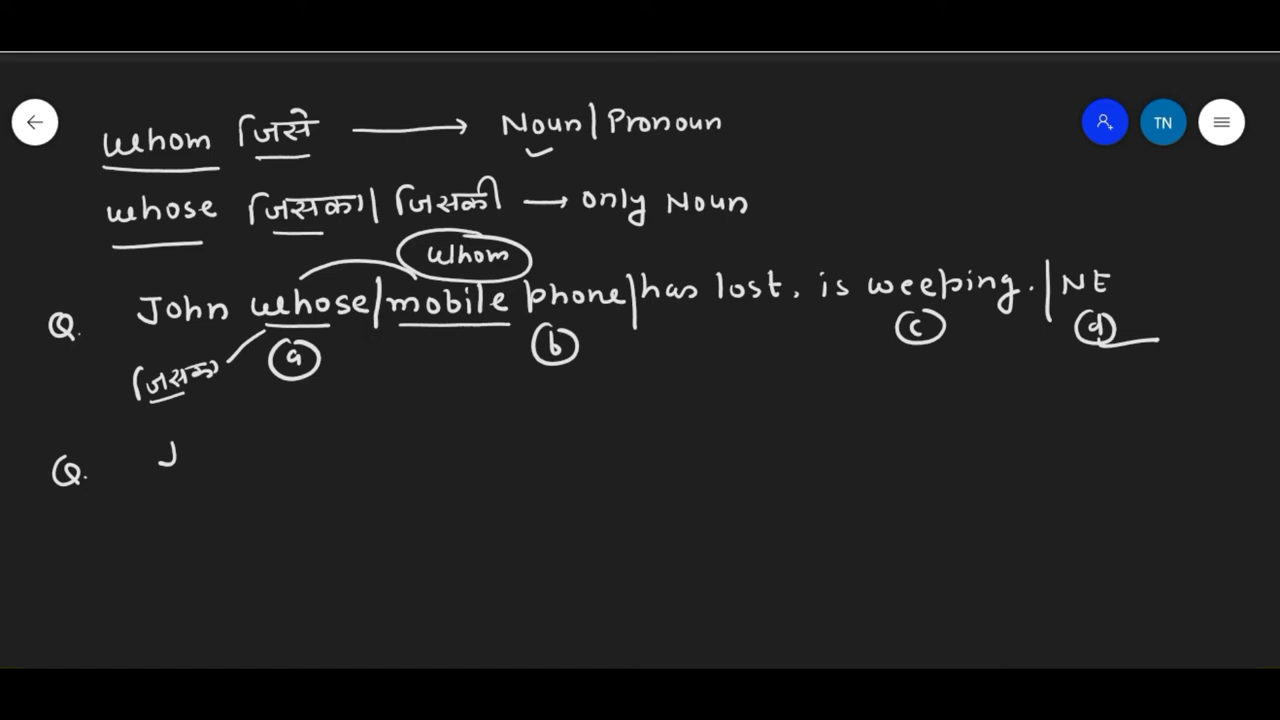 TN
Whom जिसे → Noun | Pronoun
Whose जिसका | जिसकी → only Noun
Whom
Q. John whose / mobile phone / has lost, is weeping. / NE
a b c d
जिसका
Q. J